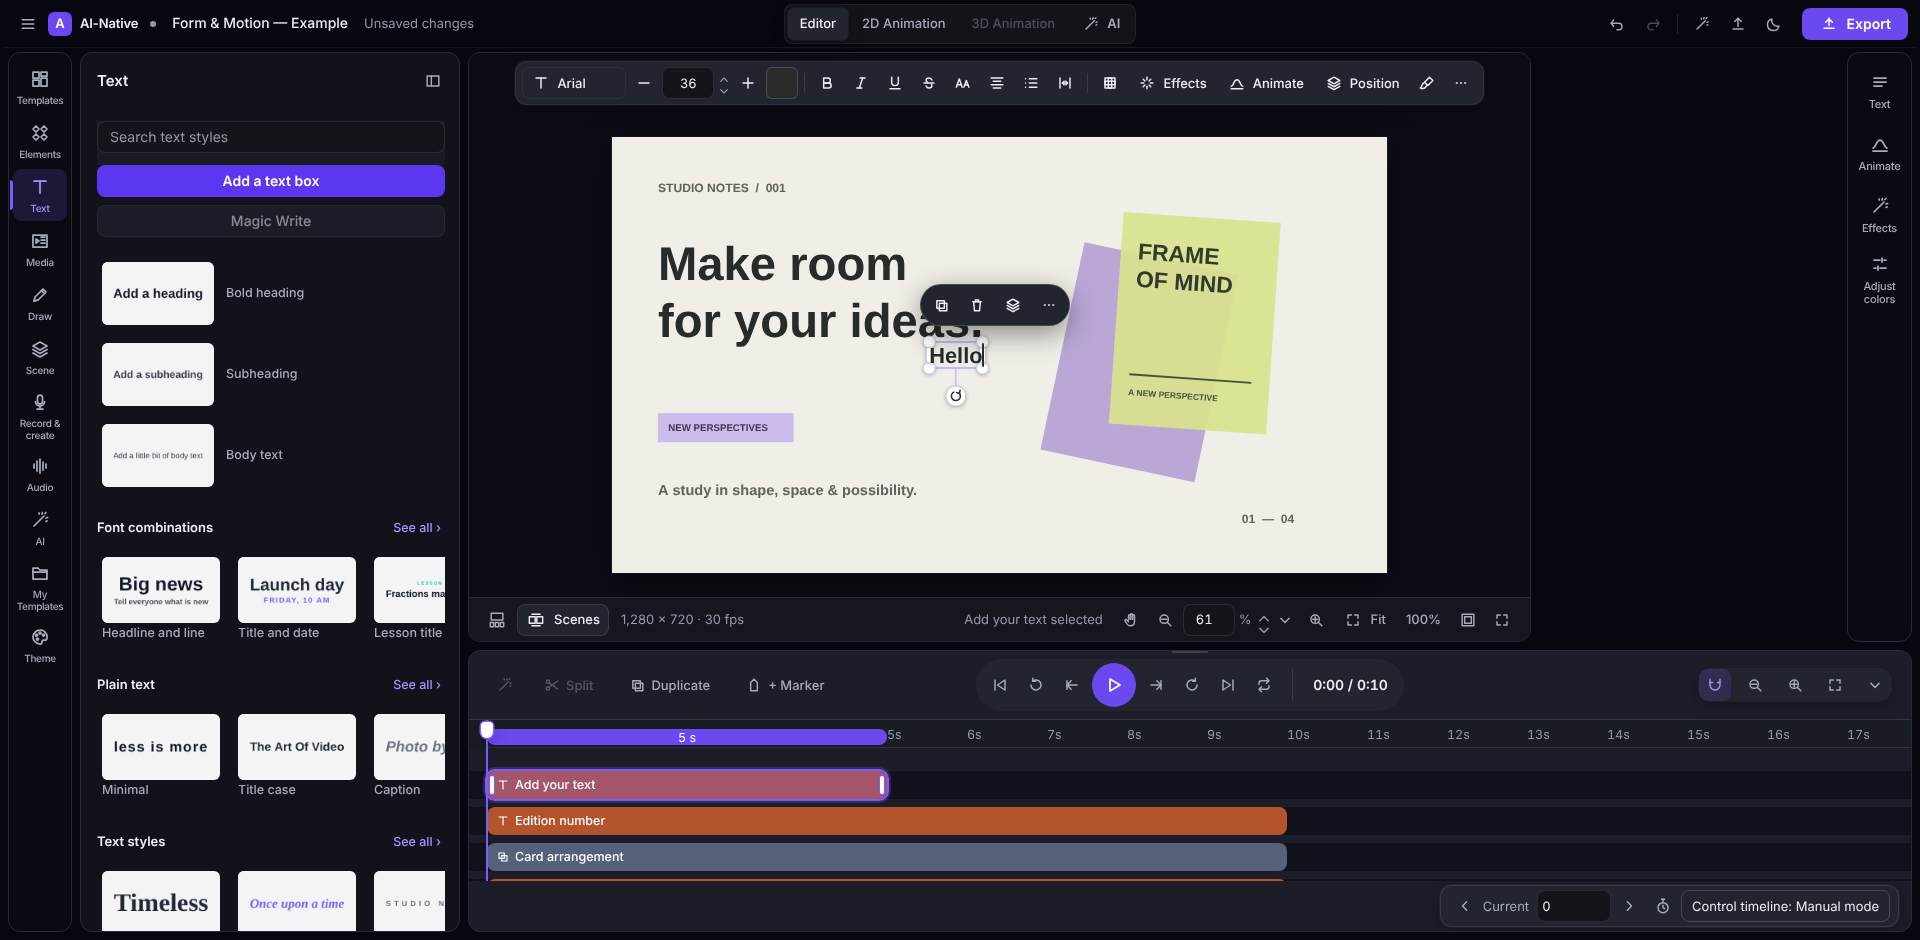 A AI-Native
Form & Motion — Example
Unsaved changes
Editor
2D Animation
3D Animation
AI
Export
Templates
Elements
Text
Media
Draw
Scene
Record &
create
Audio
AI
My
Templates
Theme
Text
Search text styles
Add a text box
Magic Write
Add a heading
Bold heading
Add a subheading
Subheading
Add a little bit of body text
Body text
Font combinations
See all ›
Big news
Tell everyone what is new
Headline and line
Launch day
FRIDAY, 10 AM
Title and date
LESSON
Fractions ma
Lesson title
Plain text
See all ›
less is more
Minimal
The Art Of Video
Title case
Photo by
Caption
Text styles
See all ›
Timeless
Once upon a time
STUDIO N
Arial
36
Effects
Animate
Position
STUDIO NOTES / 001
Make room
for your ideas.
Hello
NEW PERSPECTIVES
A study in shape, space & possibility.
FRAME
OF MIND
A NEW PERSPECTIVE
01 — 04
Scenes
1,280 × 720 · 30 fps
Add your text selected
61 %
Fit
100%
Text
Animate
Effects
Adjust
colors
Split
Duplicate
+ Marker
0:00 / 0:10
5 s
5s 6s 7s 8s 9s 10s 11s 12s 13s 14s 15s 16s 17s
Add your text
Edition number
Card arrangement
Current 0
Control timeline: Manual mode